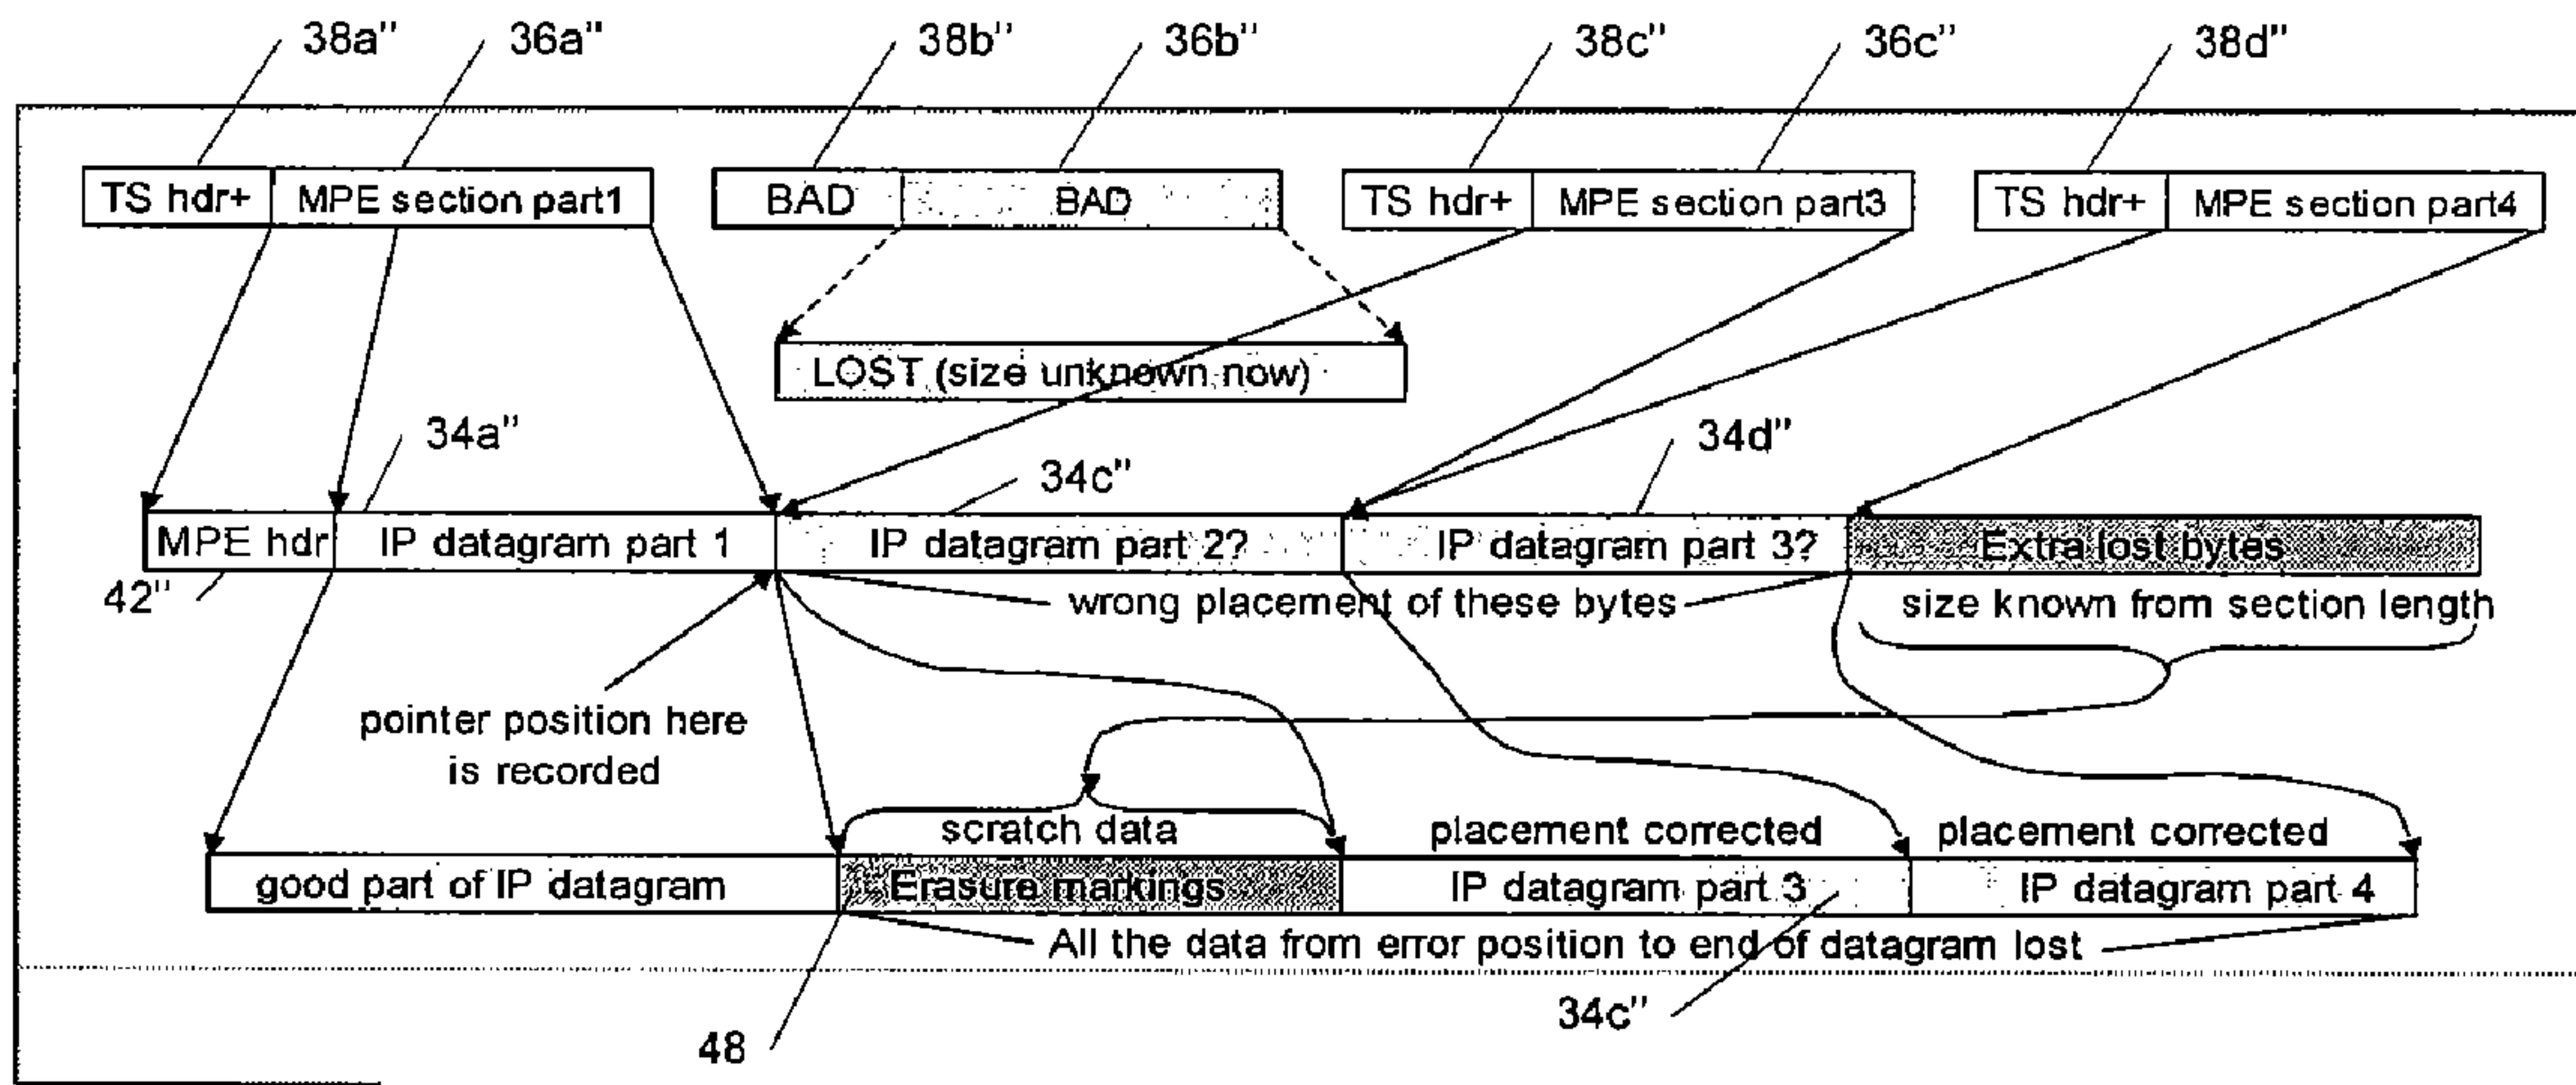 38a" 36a" 38b" 36b" 38c" 36c" 38d"
TS hdr+ MPE section part1 BAD BAD TS hdr+ MPE section part3 TS hdr+ MPE section part4
LOST (size unknown now)
34a" 34c" 34d"
MPE hdr IP datagram part 1 IP datagram part 2? IP datagram part 3? Extra lost bytes
42" wrong placement of these bytes size known from section length
pointer position here
is recorded
scratch data placement corrected placement corrected
good part of IP datagram Erasure markings IP datagram part 3 IP datagram part 4
All the data from error position to end of datagram lost
48 34c"